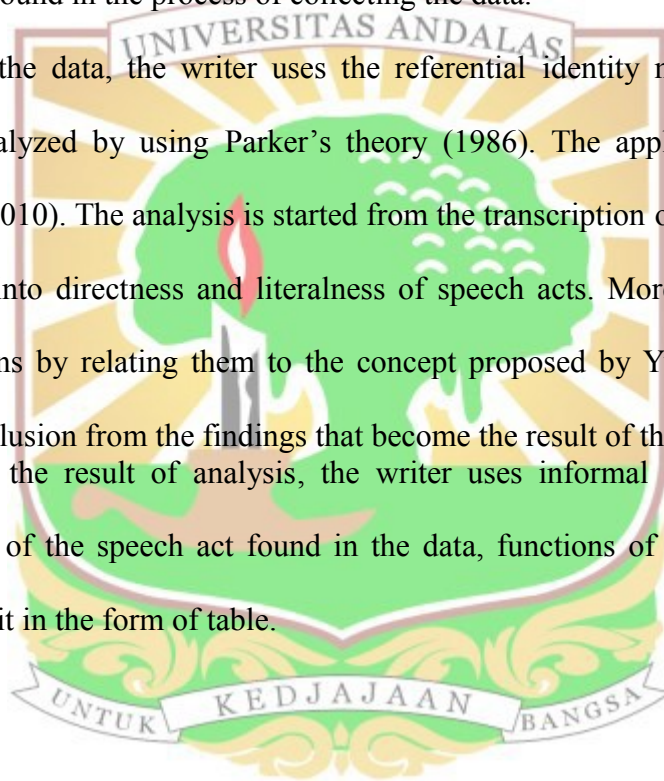 ound in the process of collecting the data.
UNIVERSITAS ANDALAS
the data, the writer uses the referential identity
alyzed by using Parker's theory (1986). The app
010). The analysis is started from the transcription o
into directness and literalness of speech acts. Mor
ns by relating them to the concept proposed by Y
lusion from the findings that become the result of th
the result of analysis, the writer uses informal
of the speech act found in the data, functions of
it in the form of table.
UNTUK KEDJAJAAN BANGSA